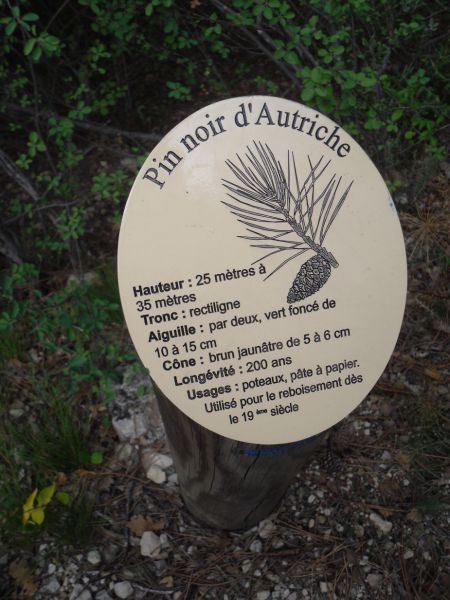 Pin noir d'Autriche
Hauteur : 25 mètres à
35 mètres
Tronc : rectiligne
Aiguille : par deux, vert foncé de
10 à 15 cm
Cône : brun jaunâtre de 5 à 6 cm
Longévité : 200 ans
Usages : poteaux, pâte à papier.
Utilisé pour le reboisement dès
le 19 ème siècle